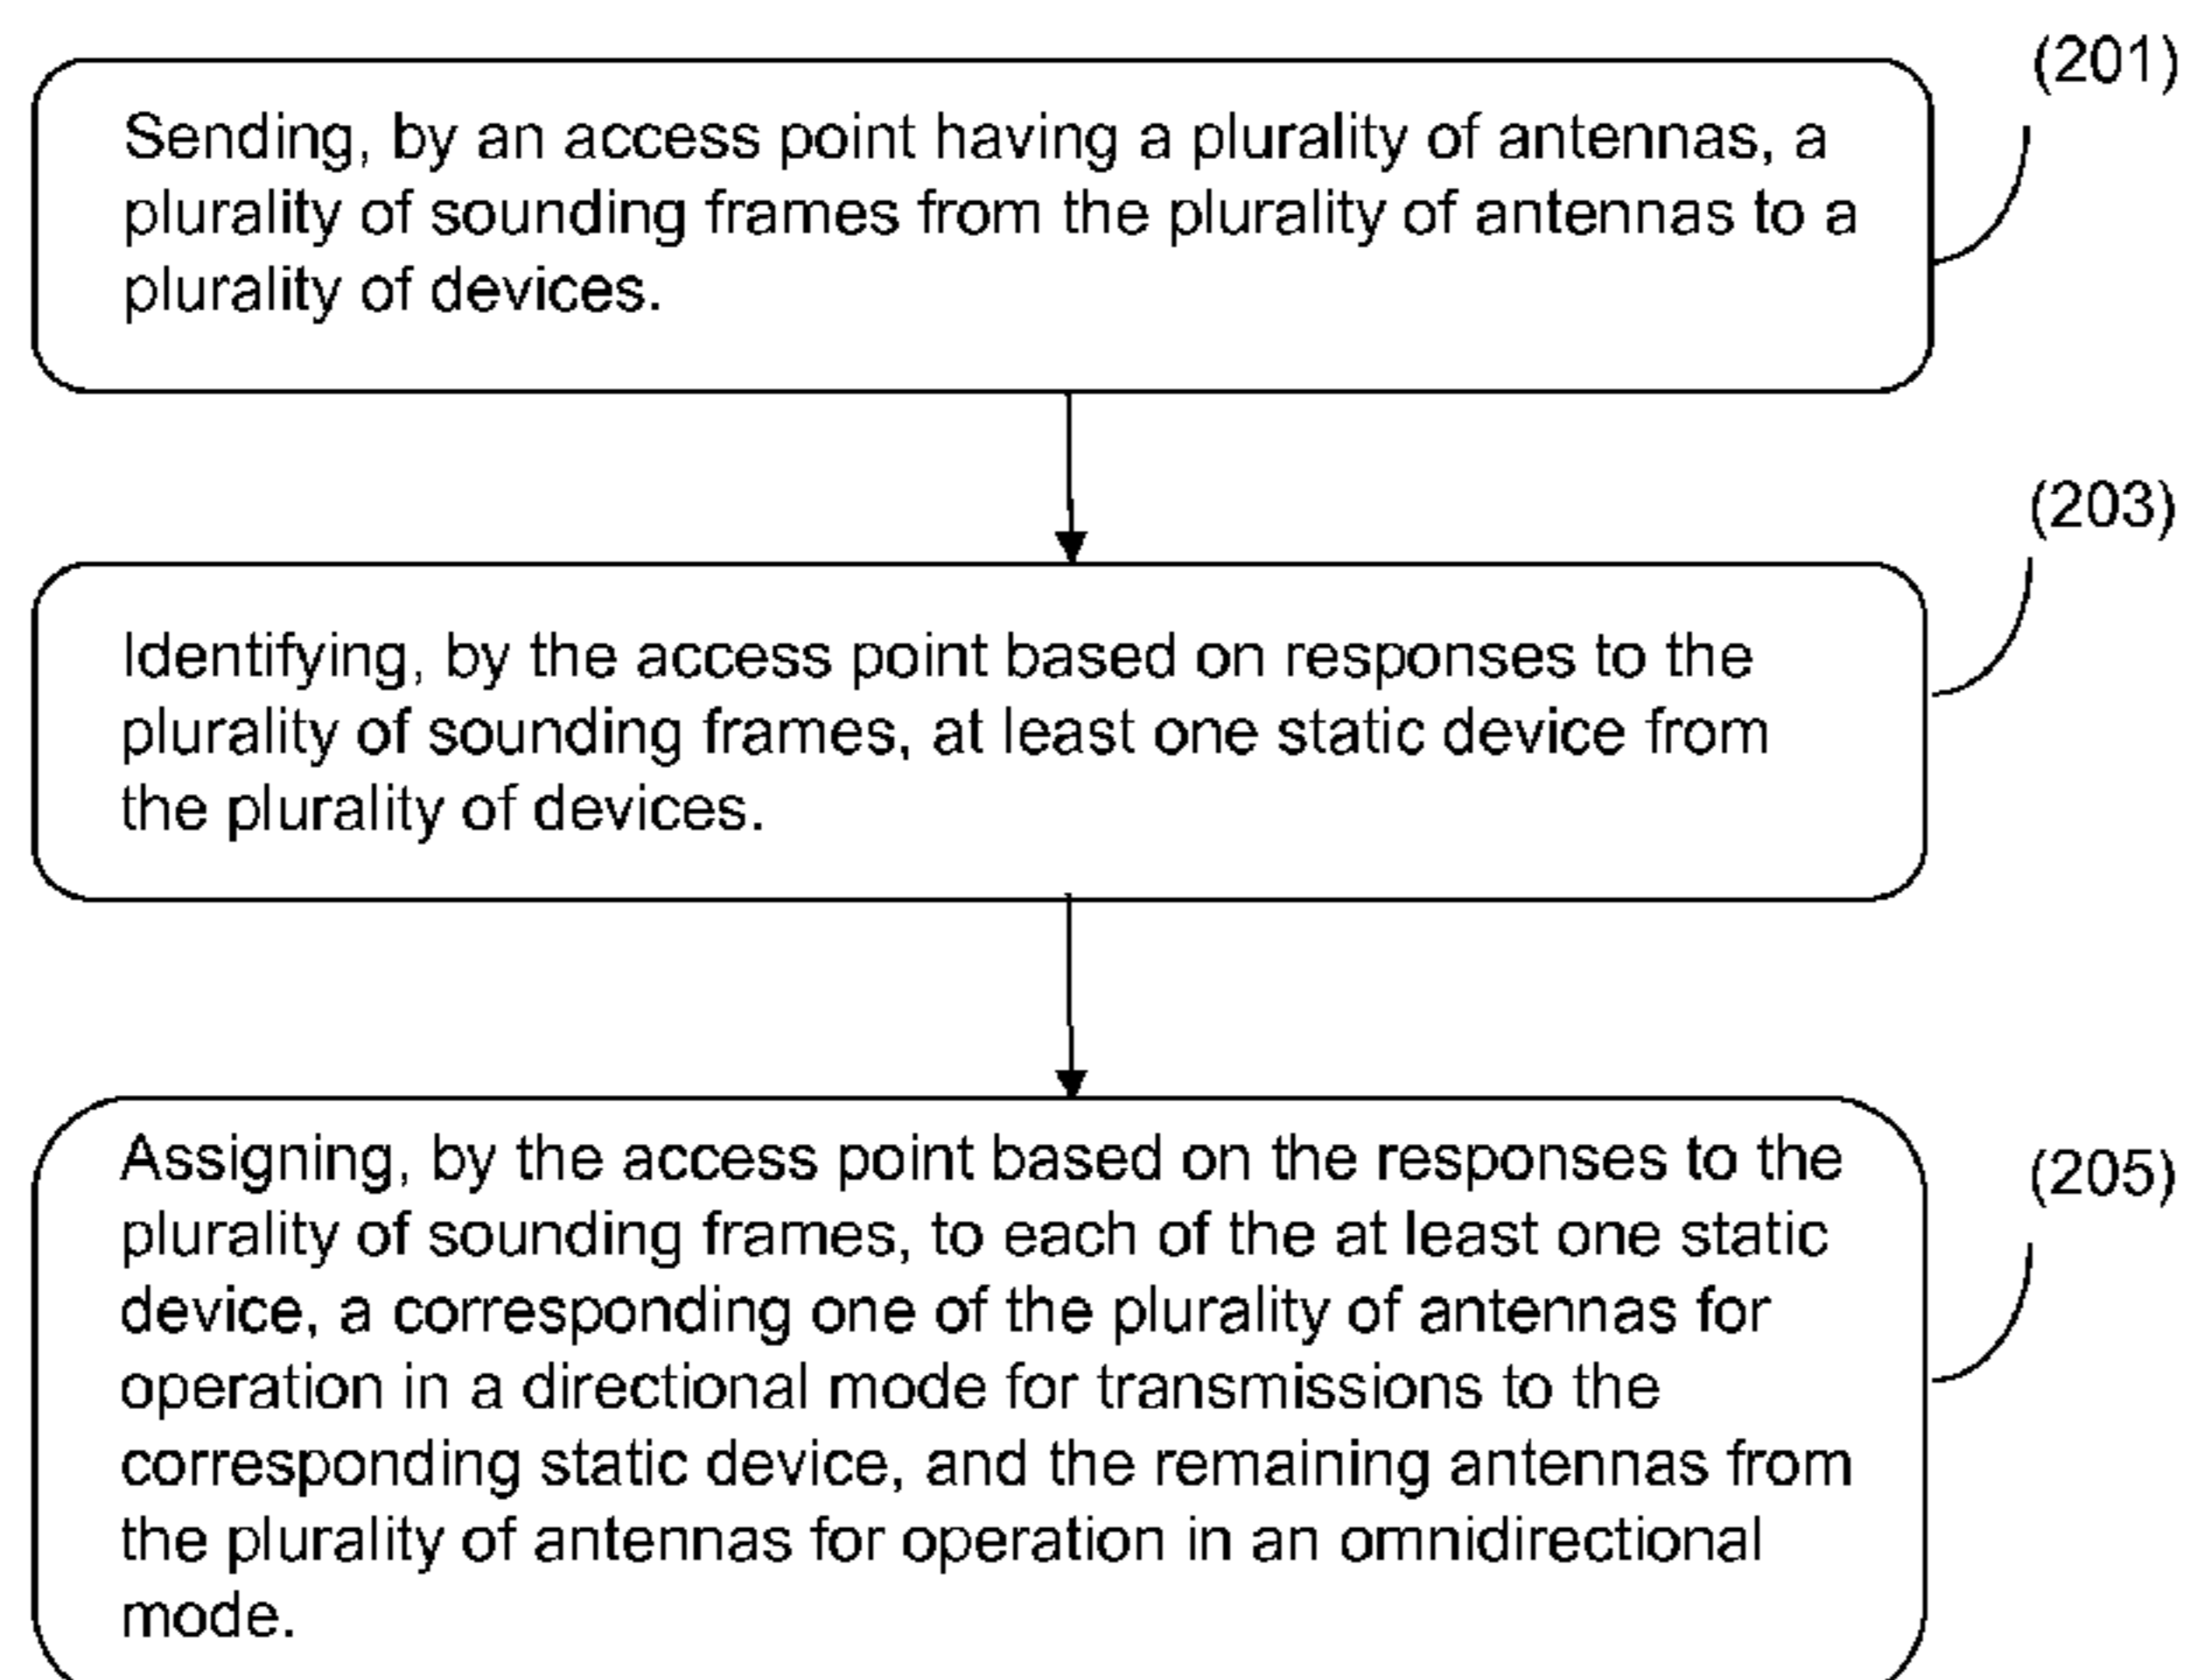 (201)
Sending, by an access point having a plurality of antennas, a
plurality of sounding frames from the plurality of antennas to a
plurality of devices.
(203)
Identifying, by the access point based on responses to the
plurality of sounding frames, at least one static device from
the plurality of devices.
(205)
Assigning, by the access point based on the responses to the
plurality of sounding frames, to each of the at least one static
device, a corresponding one of the plurality of antennas for
operation in a directional mode for transmissions to the
corresponding static device, and the remaining antennas from
the plurality of antennas for operation in an omnidirectional
mode.